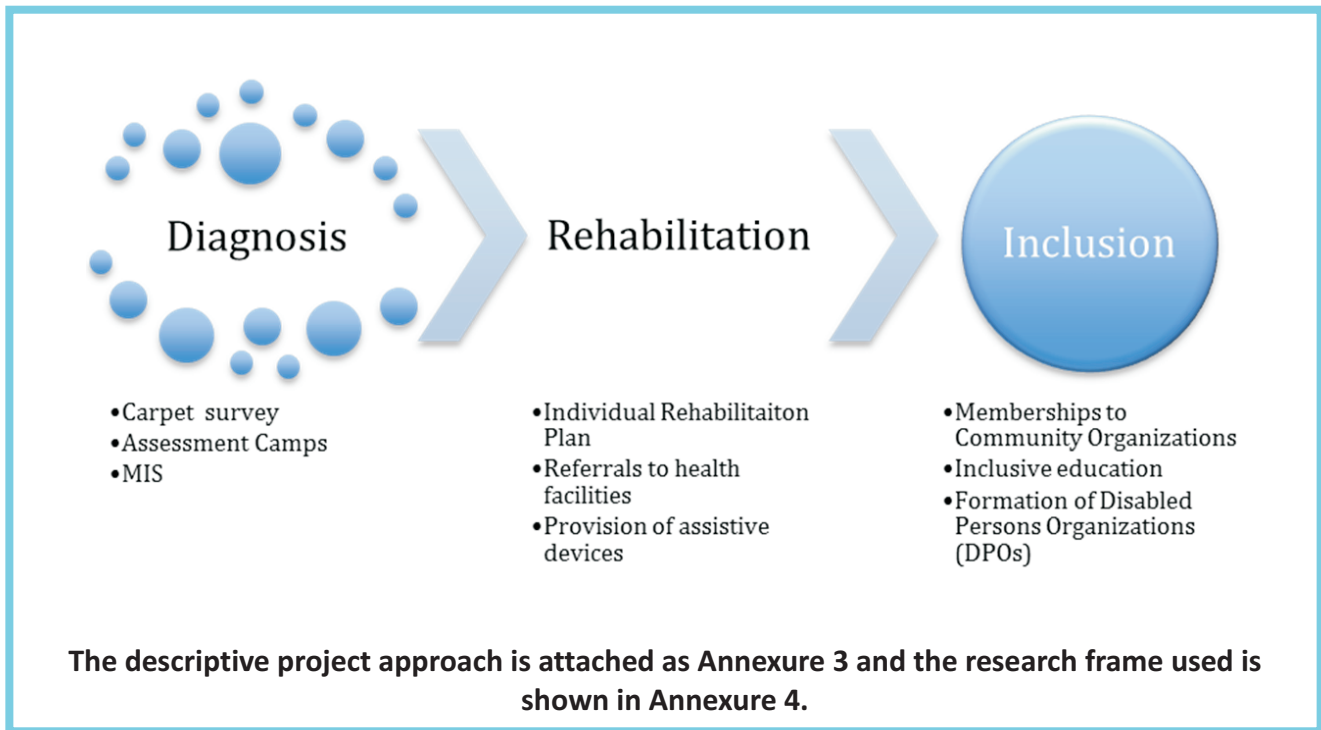 Diagnosis
•Carpet survey
•Assessment Camps
•MIS
Rehabilitation
•Individual Rehabilitaiton
Plan
•Referrals to health
facilities
•Provision of assistive
devices
Inclusion
•Memberships to
Community Organizations
•Inclusive education
•Formation of Disabled
Persons Organizations
(DPOs)
The descriptive project approach is attached as Annexure 3 and the research frame used is
shown in Annexure 4.